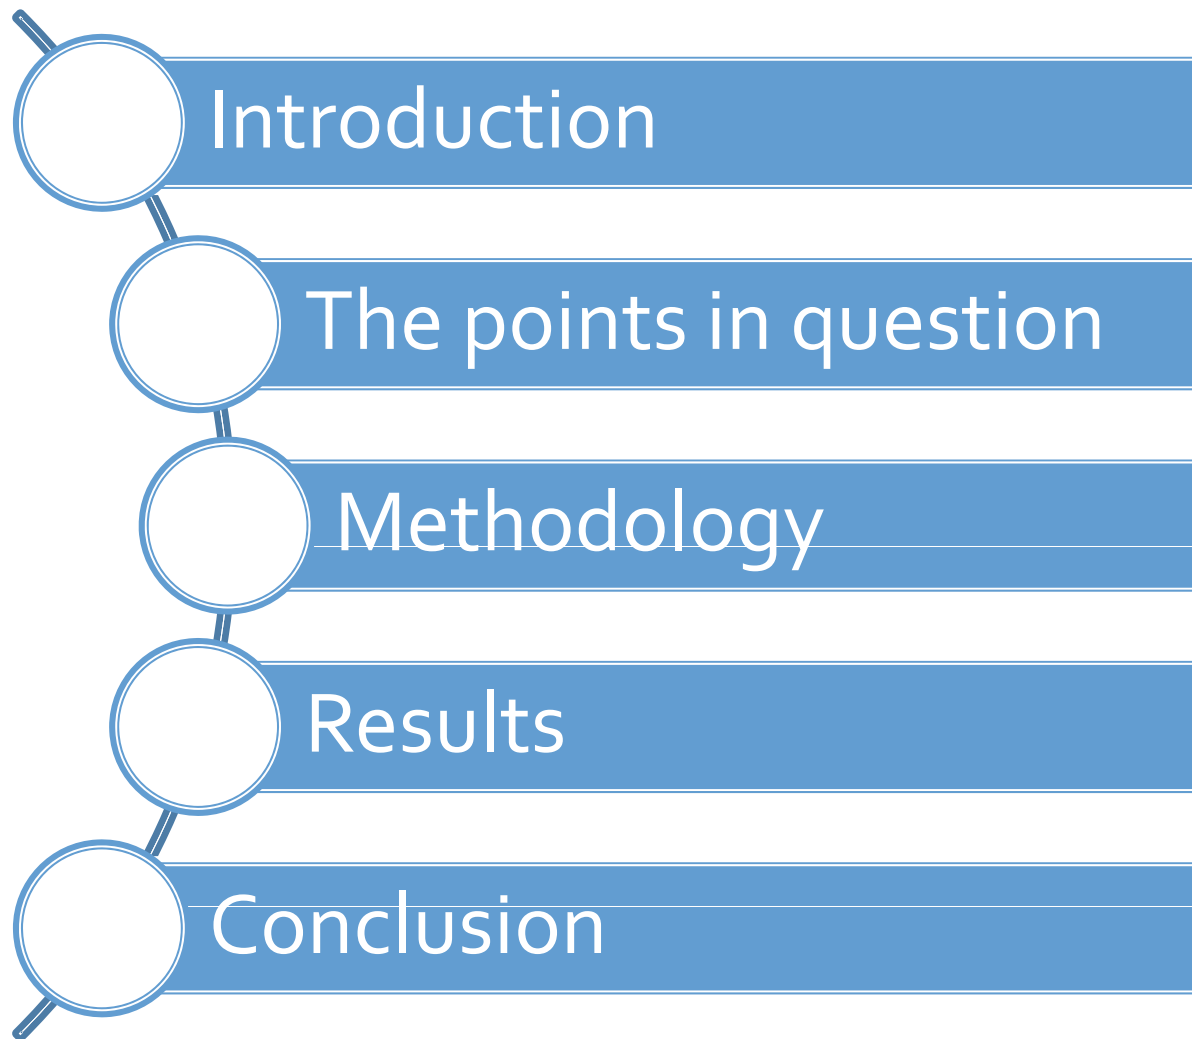 Introduction
The points in question
Methodology
Results
Conclusion